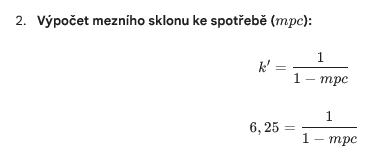 2. Výpočet mezního sklonu ke spotřebě (mpc):
k′ = 1 / (1 − mpc)
6,25 = 1 / (1 − mpc)